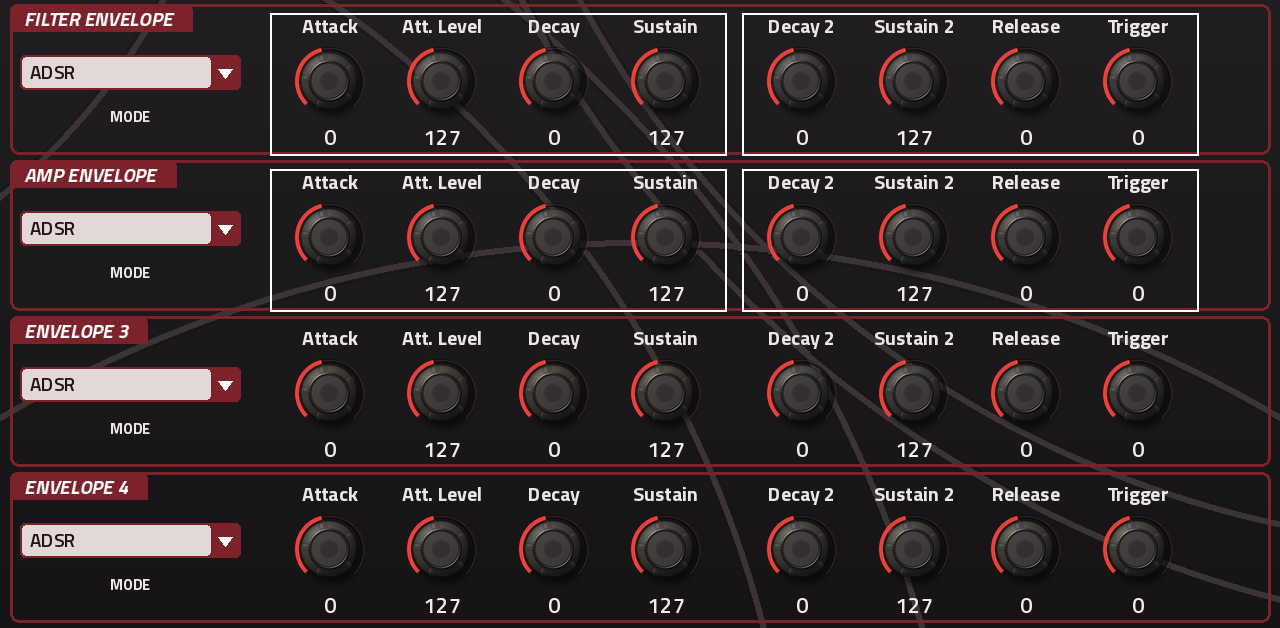 FILTER ENVELOPE
Attack Att. Level Decay Sustain Decay 2 Sustain 2 Release Trigger
ADSR
MODE
0 127 0 127 0 127 0 0
AMP ENVELOPE
Attack Att. Level Decay Sustain Decay 2 Sustain 2 Release Trigger
ADSR
MODE
0 127 0 127 0 127 0 0
ENVELOPE 3
Attack Att. Level Decay Sustain Decay 2 Sustain 2 Release Trigger
ADSR
MODE
0 127 0 127 0 127 0 0
ENVELOPE 4
Attack Att. Level Decay Sustain Decay 2 Sustain 2 Release Trigger
ADSR
MODE
0 127 0 127 0 127 0 0